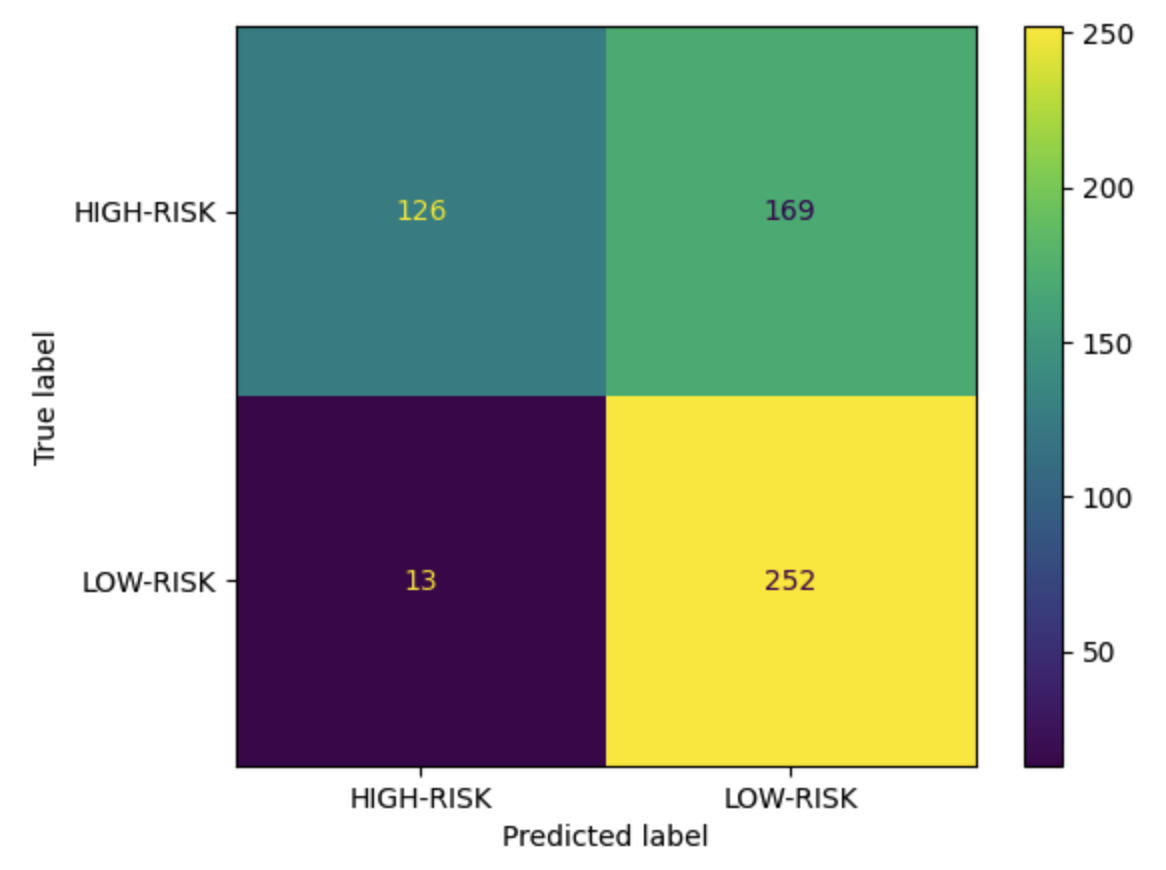 250
200
150
100
50
HIGH-RISK
126
169
True label
LOW-RISK
13
252
HIGH-RISK
LOW-RISK
Predicted label